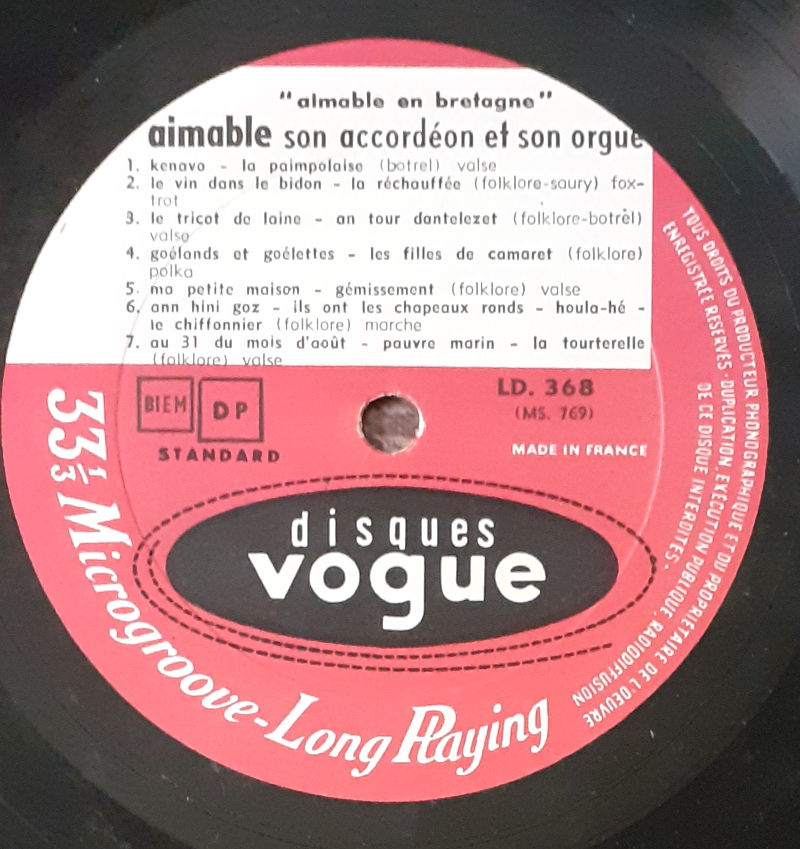 "aimable en bretagne"
aimable son accordéon et son orgue
1. kenavo - la paimpolaise (botrel) valse
2. le vin dans le bidon - la réchauffée (folklore-saury) fox-
trot
3. le tricot de laine - an tour dantelezet (folklore-botrèl)
valse
4. goélands et goélettes - les filles de camaret (folklore)
polka
5. ma petite maison - gémissement (folklore) valse
6. ann hini goz - ils ont les chapeaux ronds - houla-hé -
le chiffonnier (folklore) marche
7. au 31 du mois d'août - pauvre marin - la tourterelle
(folklore) valse
BIEM
DP
STANDARD
LD. 368
(MS. 769)
MADE IN FRANCE
disques
vogue
33 1/3 Microgroove-Long Playing
TOUS DROITS DU PRODUCTEUR PHONOGRAPHIQUE ET DU PROPRIETAIRE DE L'OEUVRE
ENREGISTRÉE RESERVES · DUPLICATION, EXECUTION PUBLIQUE, RADIODIFFUSION
DE CE DISQUE INTERDITES.